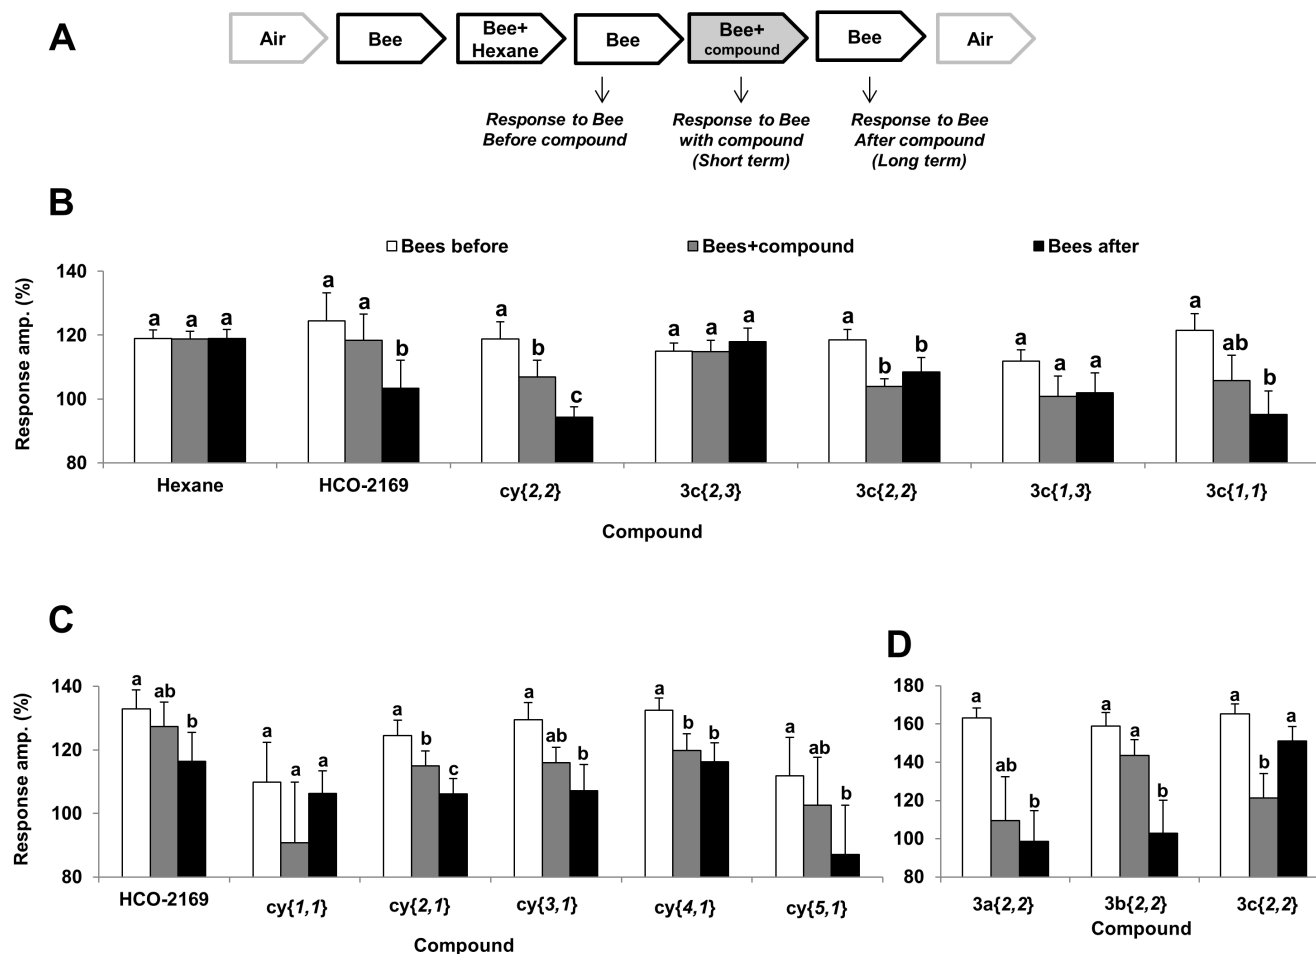 A
Air
Bee
Bee+
Hexane
Bee
Bee+
compound
Bee
Air
Response to Bee
Before compound
Response to Bee
with compound
(Short term)
Response to Bee
After compound
(Long term)
B
Bees before
Bees+compound
Bees after
Response amp. (%)
140
120
100
80
a a a
a a b
a b c
a a a
a b b
a a a
a ab b
Hexane
HCO-2169
cy{2,2}
3c{2,3}
3c{2,2}
3c{1,3}
3c{1,1}
Compound
C
Response amp. (%)
140
120
100
80
a ab b
a a a
a b c
a ab b
a b b
a ab b
HCO-2169
cy{1,1}
cy{2,1}
cy{3,1}
cy{4,1}
cy{5,1}
Compound
D
180
160
140
120
100
80
a ab b
a a b
a b a
3a{2,2}
3b{2,2}
3c{2,2}
Compound